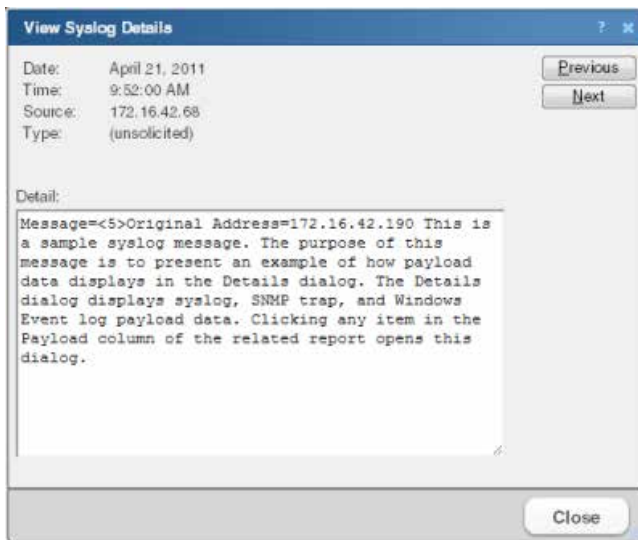 View Syslog Details ?
Date: April 21, 2011
Time: 9:52:00 AM
Source: 172.16.42.68
Type: (unsolicited)
Previous
Next
Detail:
Message=<5>Original Address=172.16.42.190 This is
a sample syslog message. The purpose of this
message is to present an example of how payload
data displays in the Details dialog. The Details
dialog displays syslog, SNMP trap, and Windows
Event log payload data. Clicking any item in the
Payload column of the related report opens this
dialog.
Close